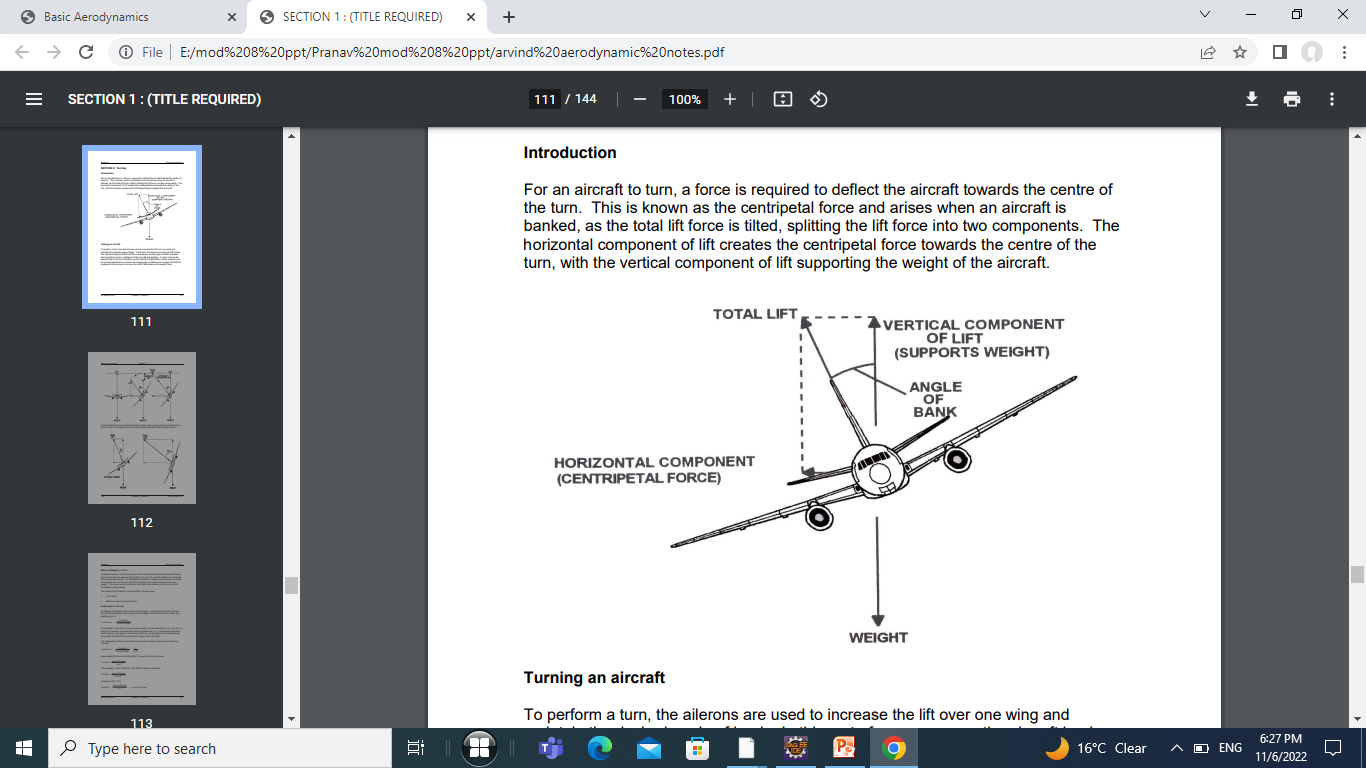 Basic Aerodynamics
SECTION 1 : (TITLE REQUIRED)
File | E:/mod%208%20ppt/Pranav%20mod%208%20ppt/arvind%20aerodynamic%20notes.pdf
SECTION 1 : (TITLE REQUIRED)
111 / 144
100%
111
112
113
Introduction
For an aircraft to turn, a force is required to deflect the aircraft towards the centre of
the turn. This is known as the centripetal force and arises when an aircraft is
banked, as the total lift force is tilted, splitting the lift force into two components. The
horizontal component of lift creates the centripetal force towards the centre of the
turn, with the vertical component of lift supporting the weight of the aircraft.
TOTAL LIFT
VERTICAL COMPONENT
OF LIFT
(SUPPORTS WEIGHT)
ANGLE
OF
BANK
HORIZONTAL COMPONENT
(CENTRIPETAL FORCE)
WEIGHT
Turning an aircraft
To perform a turn, the ailerons are used to increase the lift over one wing and
Type here to search
16°C Clear
ENG
6:27 PM
11/6/2022